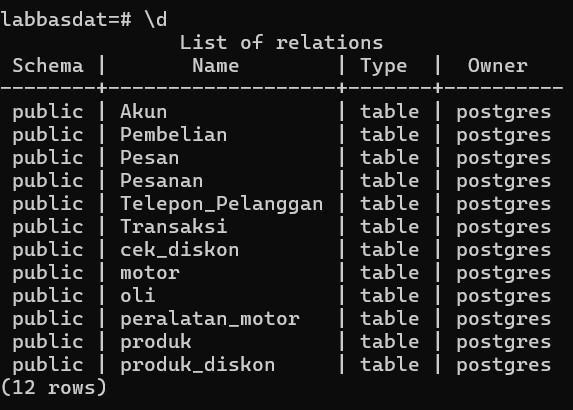 labbasdat=# \d
               List of relations
 Schema |       Name        | Type  |  Owner
--------+-------------------+-------+----------
 public | Akun              | table | postgres
 public | Pembelian         | table | postgres
 public | Pesan             | table | postgres
 public | Pesanan           | table | postgres
 public | Telepon_Pelanggan | table | postgres
 public | Transaksi         | table | postgres
 public | cek_diskon        | table | postgres
 public | motor             | table | postgres
 public | oli               | table | postgres
 public | peralatan_motor   | table | postgres
 public | produk            | table | postgres
 public | produk_diskon     | table | postgres
(12 rows)